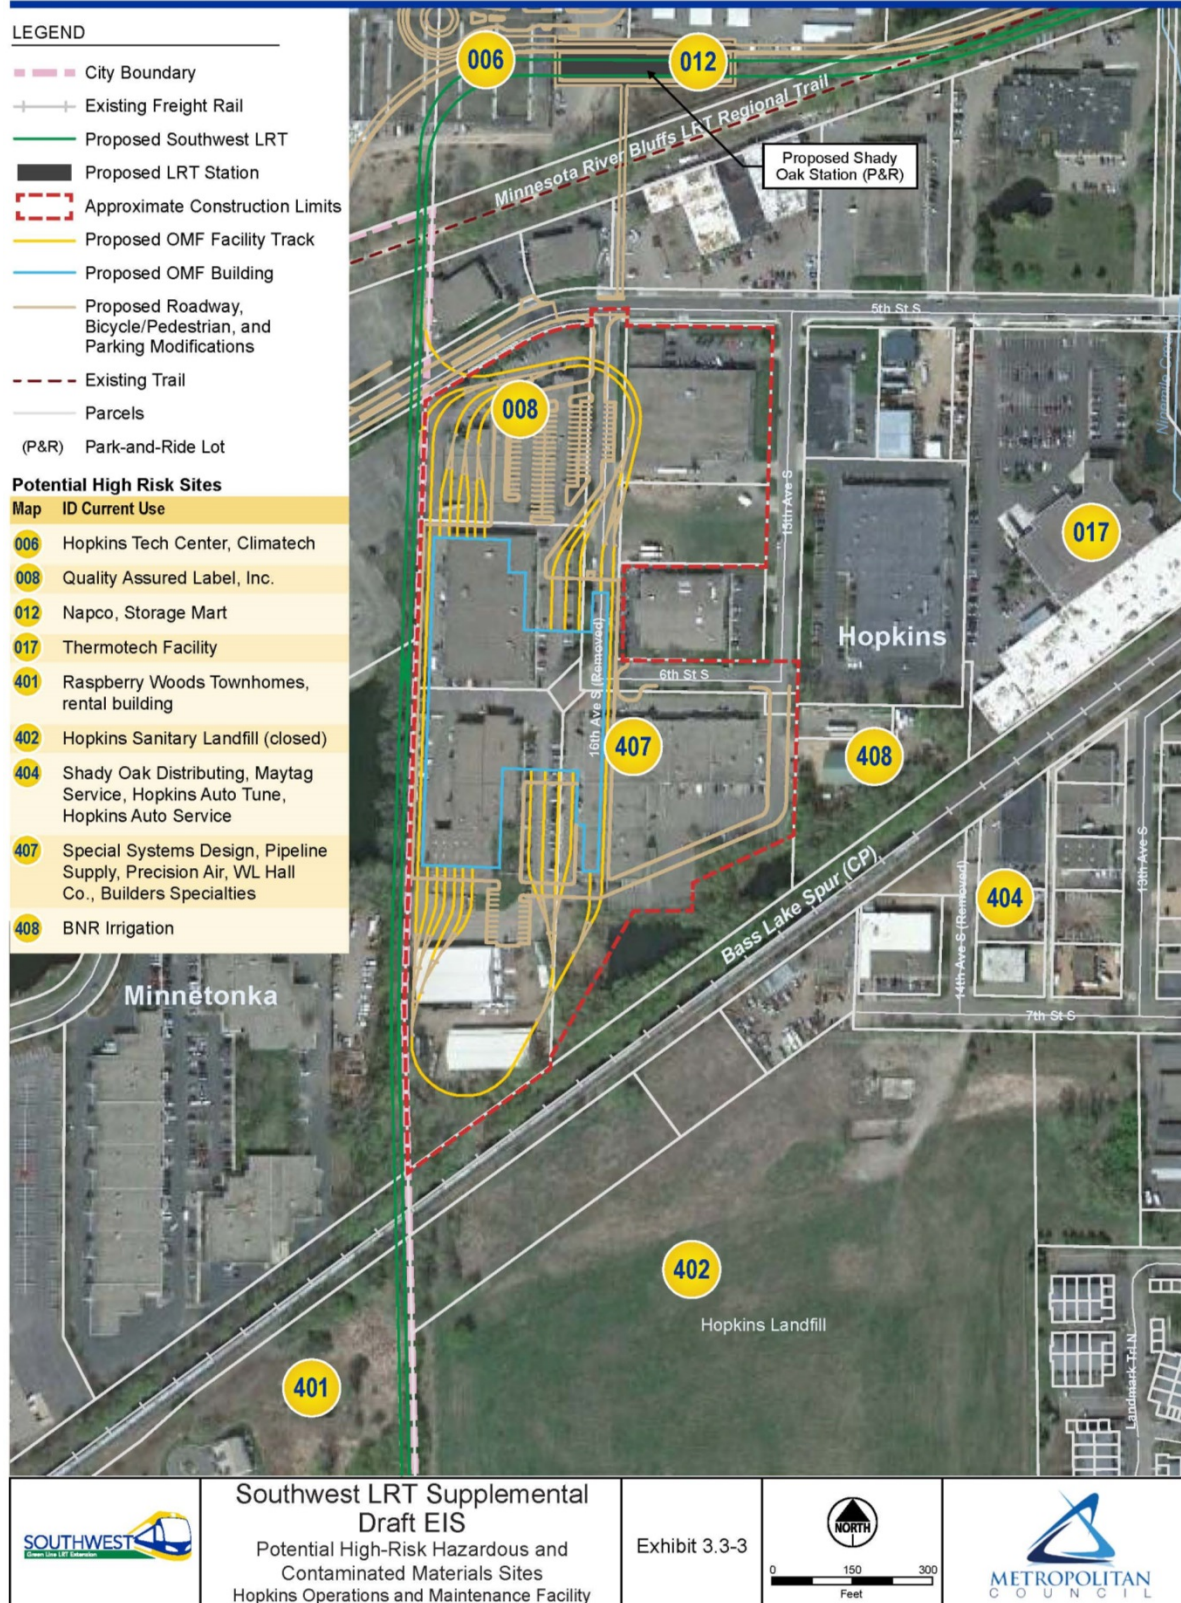 LEGEND
City Boundary
Existing Freight Rail
Proposed Southwest LRT
Proposed LRT Station
Approximate Construction Limits
Proposed OMF Facility Track
Proposed OMF Building
Proposed Roadway,
Bicycle/Pedestrian, and
Parking Modifications
Existing Trail
Parcels
(P&R) Park-and-Ride Lot
Potential High Risk Sites
Map ID Current Use
006 Hopkins Tech Center, Climatech
008 Quality Assured Label, Inc.
012 Napco, Storage Mart
017 Thermotech Facility
401 Raspberry Woods Townhomes,
rental building
402 Hopkins Sanitary Landfill (closed)
404 Shady Oak Distributing, Maytag
Service, Hopkins Auto Tune,
Hopkins Auto Service
407 Special Systems Design, Pipeline
Supply, Precision Air, WL Hall
Co., Builders Specialties
408 BNR Irrigation
006
012
Minnesota River Bluffs LRT Regional Trail
Proposed Shady
Oak Station (P&R)
5th St S
008
15th Ave S
017
Hopkins
16th Ave S (Removed)
6th St S
407
408
Bass Lake Spur (CP)
404
14th Ave S (Removed)
13th Ave S
7th St S
Minnetonka
402
Hopkins Landfill
401
Landmark Trl N
SOUTHWEST
Green Line LRT Extension
Southwest LRT Supplemental
Draft EIS
Potential High-Risk Hazardous and
Contaminated Materials Sites
Hopkins Operations and Maintenance Facility
Exhibit 3.3-3
NORTH
0 150 300
Feet
METROPOLITAN
COUNCIL